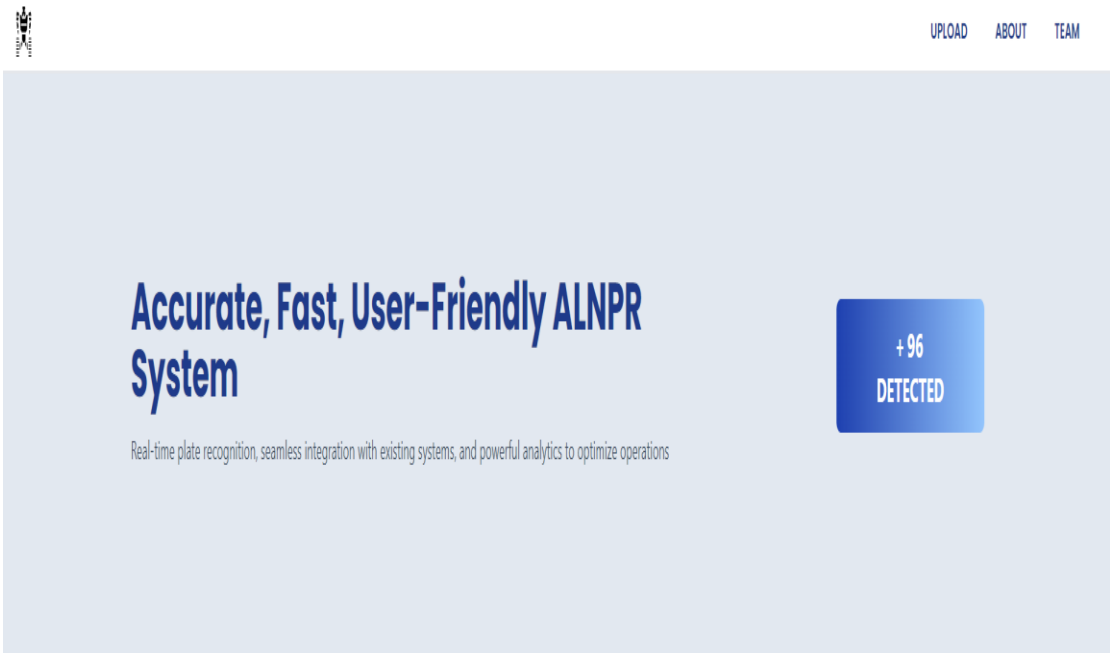 UPLOAD ABOUT TEAM
Accurate, Fast, User-Friendly ALNPR
System
Real-time plate recognition, seamless integration with existing systems, and powerful analytics to optimize operations
+ 96
DETECTED